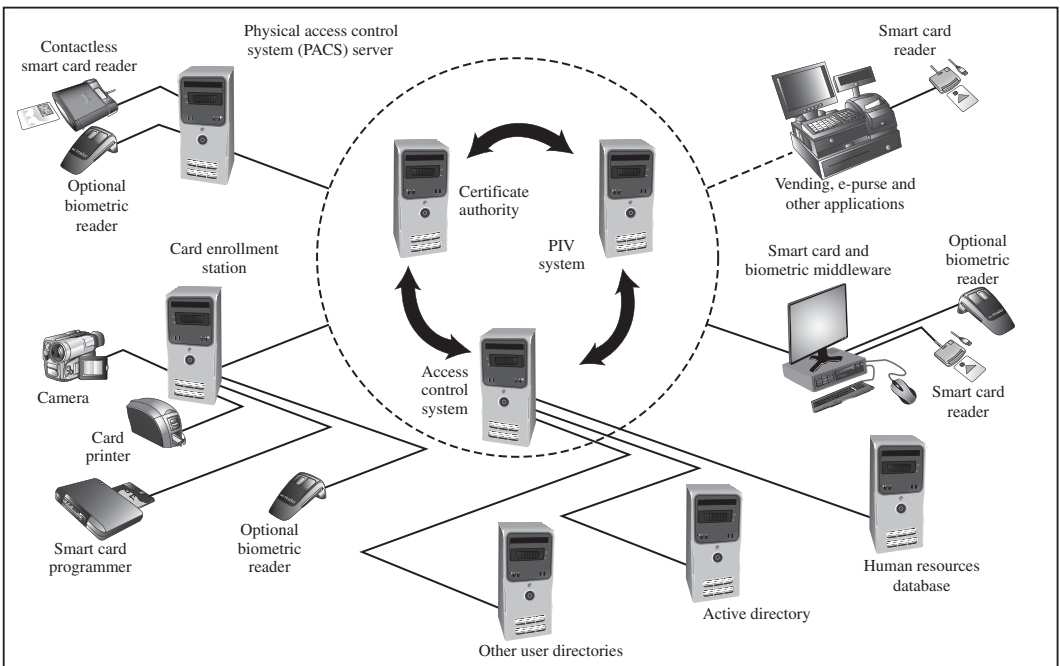 Physical access control
system (PACS) server
Contactless
smart card reader
Optional
biometric
reader
Smart card
reader
Vending, e-purse and
other applications
Certificate
authority
PIV
system
Access
control
system
Card enrollment
station
Camera
Card
printer
Smart card
programmer
Optional
biometric
reader
Smart card and
biometric middleware
Optional
biometric
reader
Smart card
reader
Other user directories
Active directory
Human resources
database